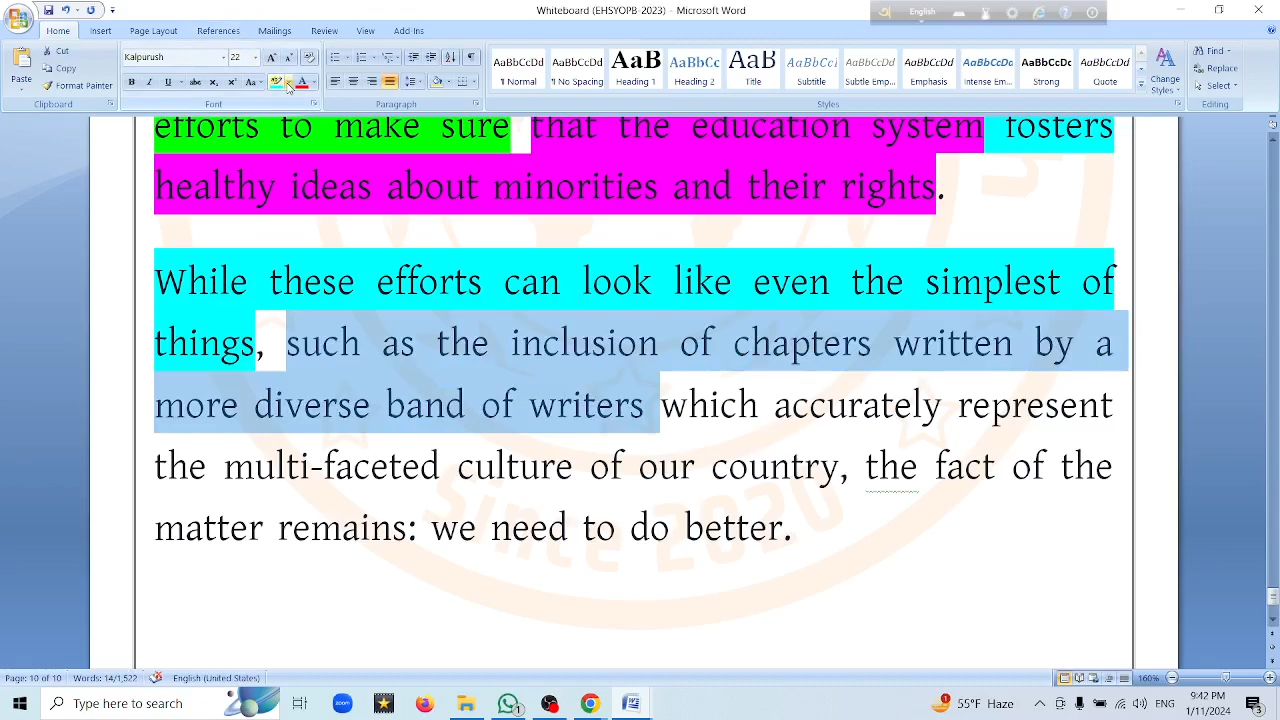 Whiteboard (EHSYOPB-2023) - Microsoft Word
English
Home Insert Page Layout References Mailings Review View Add-Ins
Paste
Cut
Copy
Format Painter
Clipboard
Kalpurush 22
Font
Paragraph
AaBbCcDd AaBbCcDd AaB AaBbCc AaB AaBbCc AaBbCcDd AaBbCcDd AaBbCcDd AaBbCcDd AaBbCcDd
¶ Normal ¶ No Spacing Heading 1 Heading 2 Title Subtitle Subtle Emp... Emphasis Intense Em... Strong Quote
Styles
Change Styles
Find
Replace
Select
Editing
efforts to make sure that the education system fosters
healthy ideas about minorities and their rights.
While these efforts can look like even the simplest of
things, such as the inclusion of chapters written by a
more diverse band of writers which accurately represent
the multi-faceted culture of our country, the fact of the
matter remains: we need to do better.
Since 2020
Page: 10 of 10 Words: 14/1,522 English (United States) 160%
Type here to search
55°F Haze
9:42 PM
1/11/2024